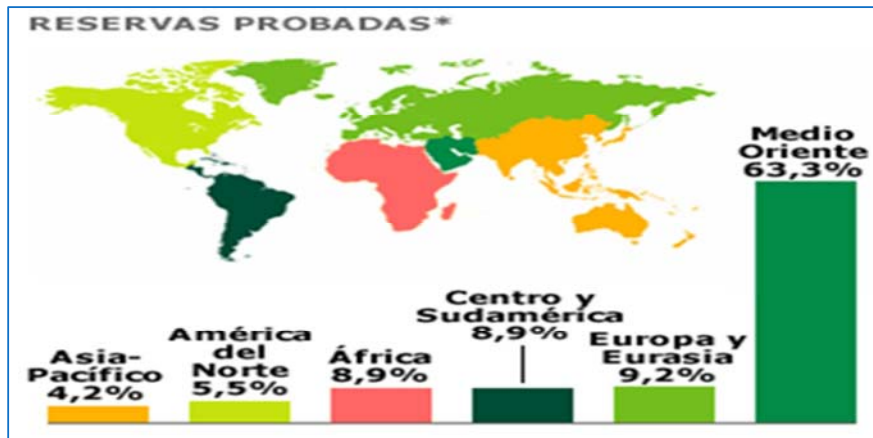 RESERVAS PROBADAS*
Medio
Oriente
63,3%
Centro y
Sudamérica
8,9%
América
del
Norte
5,5%
Asia-
Pacífico
4,2%
África
8,9%
Europa y
Eurasia
9,2%